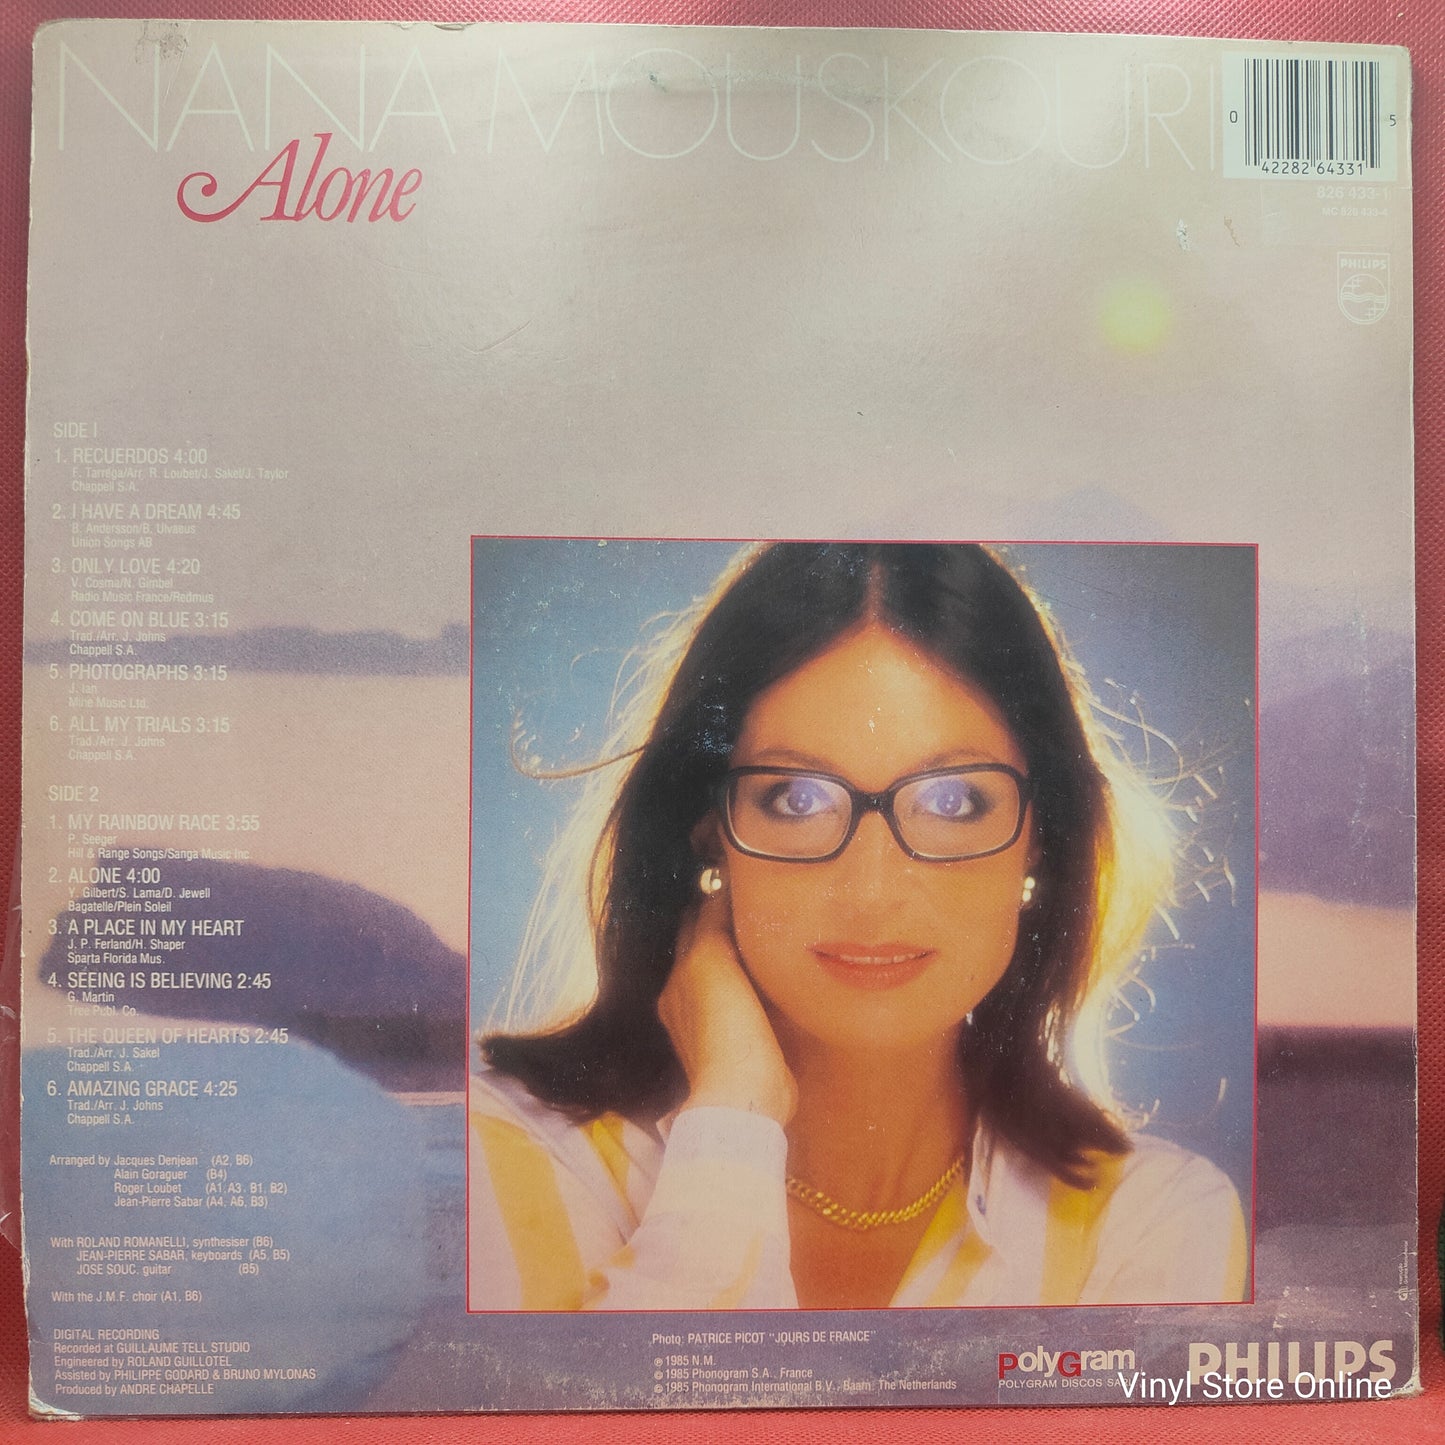 NANA MOUSKOURI
Alone
0 42282 64331 5
826 433-1
MC 826 433-4
PHILIPS
SIDE I
1. RECUERDOS 4:00
F. Tarrega/Arr. R. Loubet/J. Sakel/J. Taylor
Chappell S.A.
2. I HAVE A DREAM 4:45
B. Andersson/B. Ulvaeus
Union Songs AB
3. ONLY LOVE 4:20
V. Cosma/N. Gimbel
Radio Music France/Redmus
4. COME ON BLUE 3:15
Trad./Arr. J. Johns
Chappell S.A.
5. PHOTOGRAPHS 3:15
J. Ian
Mine Music Ltd.
6. ALL MY TRIALS 3:15
Trad./Arr. J. Johns
Chappell S.A.
SIDE 2
1. MY RAINBOW RACE 3:55
P. Seeger
Hill & Range Songs/Sanga Music Inc.
2. ALONE 4:00
Y. Gilbert/S. Lama/D. Jewell
Bagatelle/Plein Soleil
3. A PLACE IN MY HEART
J. P. Ferland/H. Shaper
Sparta Florida Mus.
4. SEEING IS BELIEVING 2:45
G. Martin
Tree Publ. Co.
5. THE QUEEN OF HEARTS 2:45
Trad./Arr. J. Sakel
Chappell S.A.
6. AMAZING GRACE 4:25
Trad./Arr. J. Johns
Chappell S.A.
Arranged by Jacques Denjean (A2, B6)
Alain Goraguer (B4)
Roger Loubet (A1, A3, B1, B2)
Jean-Pierre Sabar (A4, A6, B3)
With ROLAND ROMANELLI, synthesiser (B6)
JEAN-PIERRE SABAR, keyboards (A5, B5)
JOSE SOUC, guitar (B5)
With the J.M.F. choir (A1, B6)
DIGITAL RECORDING
Recorded at GUILLAUME TELL STUDIO
Engineered by ROLAND GUILLOTEL
Assisted by PHILIPPE GODARD & BRUNO MYLONAS
Produced by ANDRE CHAPELLE
Photo: PATRICE PICOT "JOURS DE FRANCE"
℗ 1985 N.M.
© 1985 Phonogram S.A., France
© 1985 Phonogram International B.V., Baarn, The Netherlands
PolyGram
POLYGRAM DISCOS
PHILIPS
Vinyl Store Online